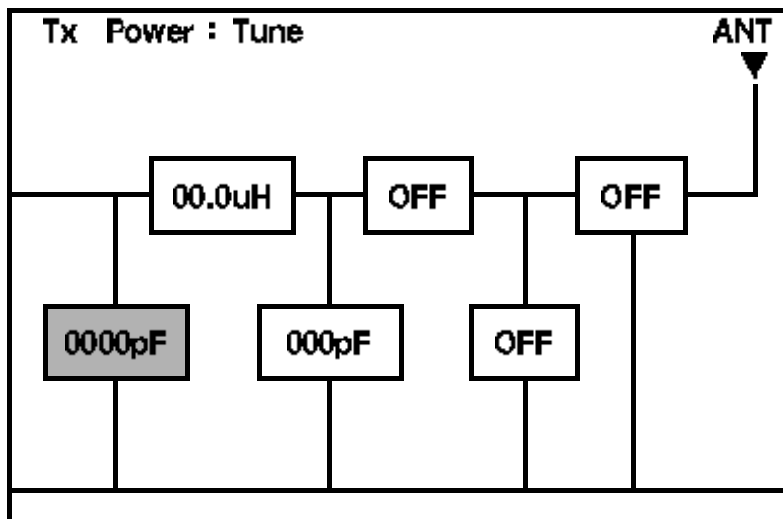 Tx Power : Tune ANT
00.0uH OFF OFF
0000pF 000pF OFF